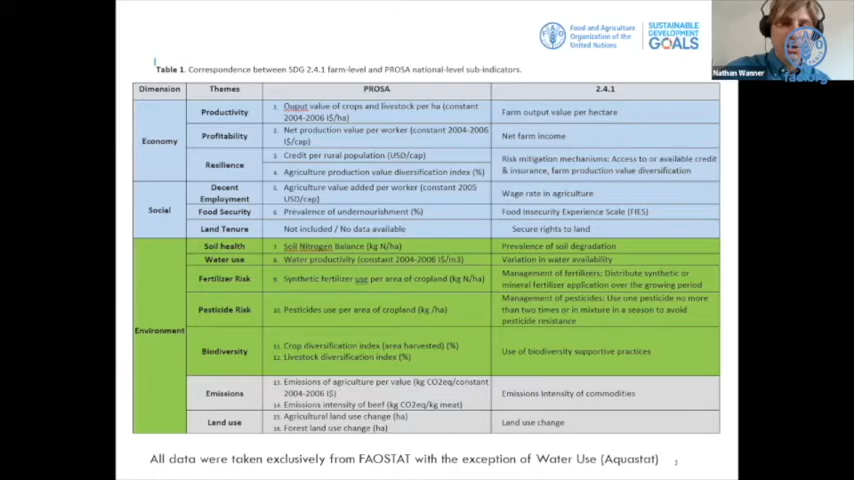 Food and Agriculture
Organization of the
United Nations
SUSTAINABLE
DEVELOPMENT
GOALS
Nathan Wanner
fao.org
Table 1. Correspondence between SDG 2.4.1 farm-level and PROSA national-level sub-indicators.
Dimension Themes PROSA 2.4.1
Economy
Productivity
1. Ouput value of crops and livestock per ha (constant
2004-2006 I$/ha)
Farm output value per hectare
Profitability
2. Net production value per worker (constant 2004-2006
I$/cap)
Net farm income
Resilience
3. Credit per rural population (USD/cap)
4. Agriculture production value diversification index (%)
Risk mitigation mechanisms: Access to or available credit
& insurance, farm production value diversification
Social
Decent
Employment
5. Agriculture value added per worker (constant 2005
USD/cap)
Wage rate in agriculture
Food Security
6. Prevalence of undernourishment (%)
Food Insecurity Experience Scale (FIES)
Land Tenure
Not included / No data available
Secure rights to land
Environment
Soil health
7. Soil Nitrogen Balance (kg N/ha)
Prevalence of soil degradation
Water use
8. Water productivity (constant 2004-2006 I$/m3)
Variation in water availability
Fertilizer Risk
9. Synthetic fertilizer use per area of cropland (kg N/ha)
Management of fertilizers: Distribute synthetic or
mineral fertilizer application over the growing period
Pesticide Risk
10. Pesticides use per area of cropland (kg /ha)
Management of pesticides: Use one pesticide no more
than two times or in mixture in a season to avoid
pesticide resistance
Biodiversity
11. Crop diversification index (area harvested) (%)
12. Livestock diversification index (%)
Use of biodiversity supportive practices
Emissions
13. Emissions of agriculture per value (kg CO2eq/constant
2004-2006 I$)
14. Emissions intensity of beef (kg CO2eq/kg meat)
Emissions Intensity of commodities
Land use
15. Agricultural land use change (ha)
16. Forest land use change (ha)
Land use change
All data were taken exclusively from FAOSTAT with the exception of Water Use (Aquastat)
3